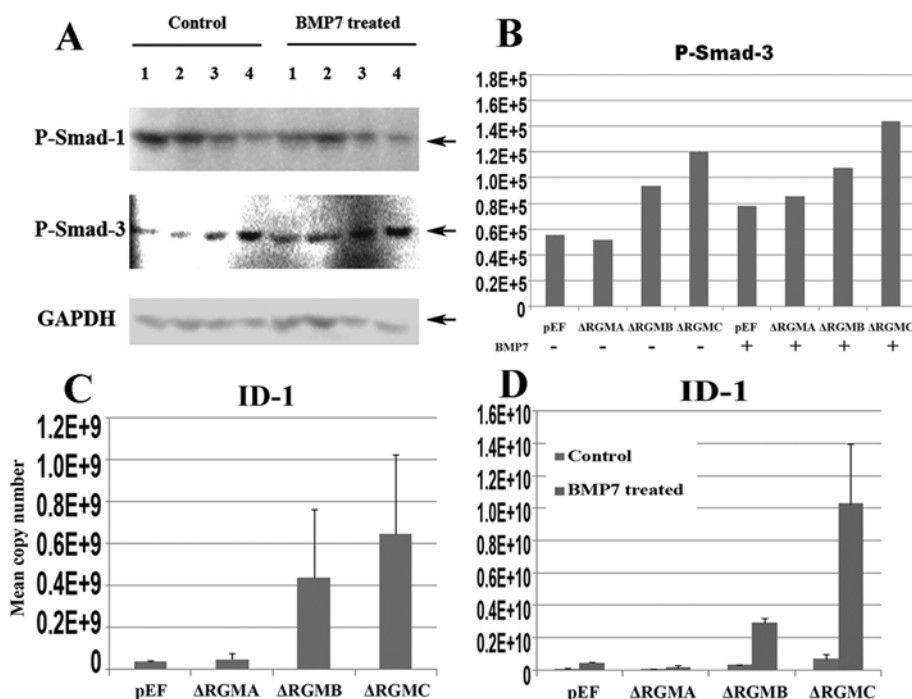 A
Control BMP7 treated
1 2 3 4 1 2 3 4
P-Smad-1
P-Smad-3
GAPDH
B
P-Smad-3
1.8E+5
1.6E+5
1.4E+5
1.2E+5
1.0E+5
0.8E+5
0.6E+5
0.4E+5
0.2E+5
0
pEF ΔRGMA ΔRGMB ΔRGMC pEF ΔRGMA ΔRGMB ΔRGMC
BMP7 - - - - + + + +
C
ID-1
Mean copy number
1.2E+9
1.0E+9
0.8E+9
0.6E+9
0.4E+9
0.2E+9
0
pEF ΔRGMA ΔRGMB ΔRGMC
D
ID-1
1.6E+10
1.4E+10
1.2E+10
1.0E+10
0.8E+10
0.6E+10
0.4E+10
0.2E+10
0
Control
BMP7 treated
pEF ΔRGMA ΔRGMB ΔRGMC